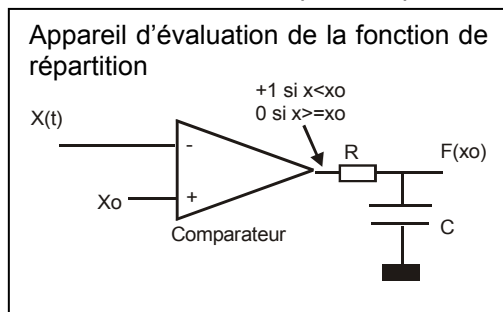 Appareil d'évaluation de la fonction de
répartition
+1 si x<xo
0 si x>=xo
X(t)
R
F(xo)
-
Xo
+
Comparateur
C